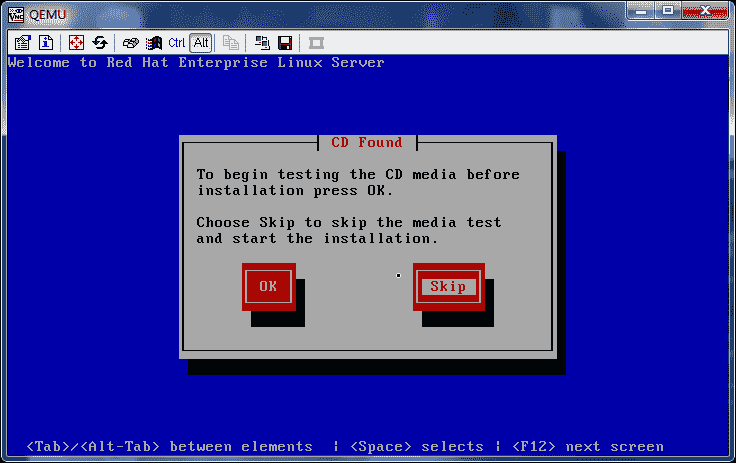 QEMU
Ctrl Alt
Welcome to Red Hat Enterprise Linux Server
CD Found
To begin testing the CD media before
installation press OK.
Choose Skip to skip the media test
and start the installation.
OK Skip
<Tab>/<Alt-Tab> between elements | <Space> selects | <F12> next screen